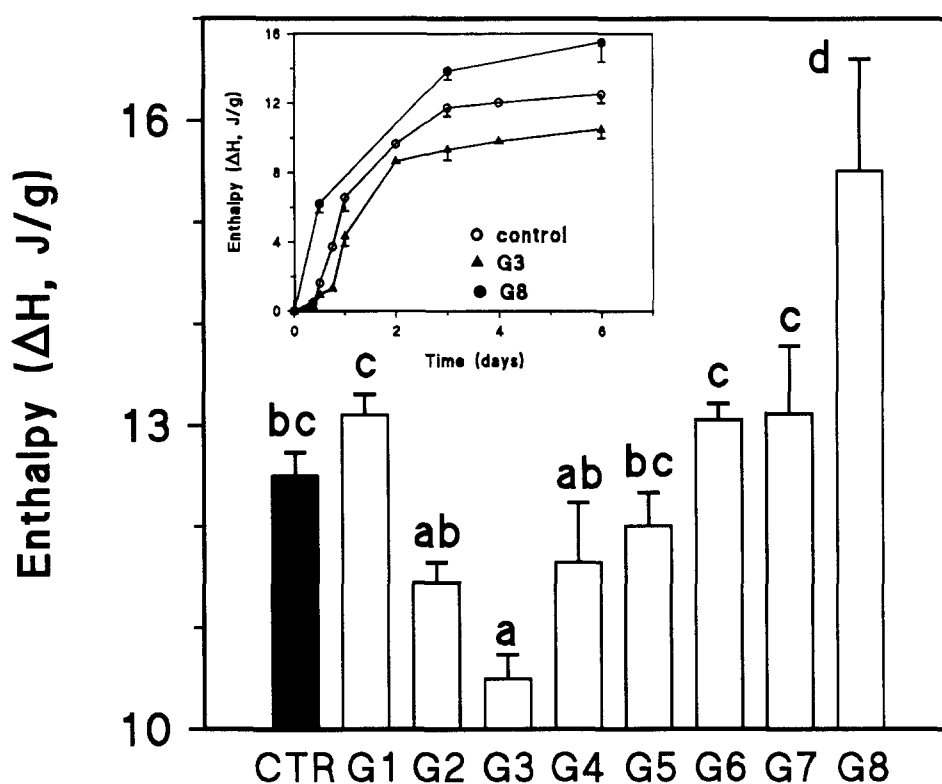 Enthalpy (ΔH, J/g)
16
13
10
Enthalpy (ΔH, J/g)
16
12
8
4
0
0 2 4 6
Time (days)
control
G3
G8
bc
c
ab
a
ab
bc
c
c
d
CTR G1 G2 G3 G4 G5 G6 G7 G8